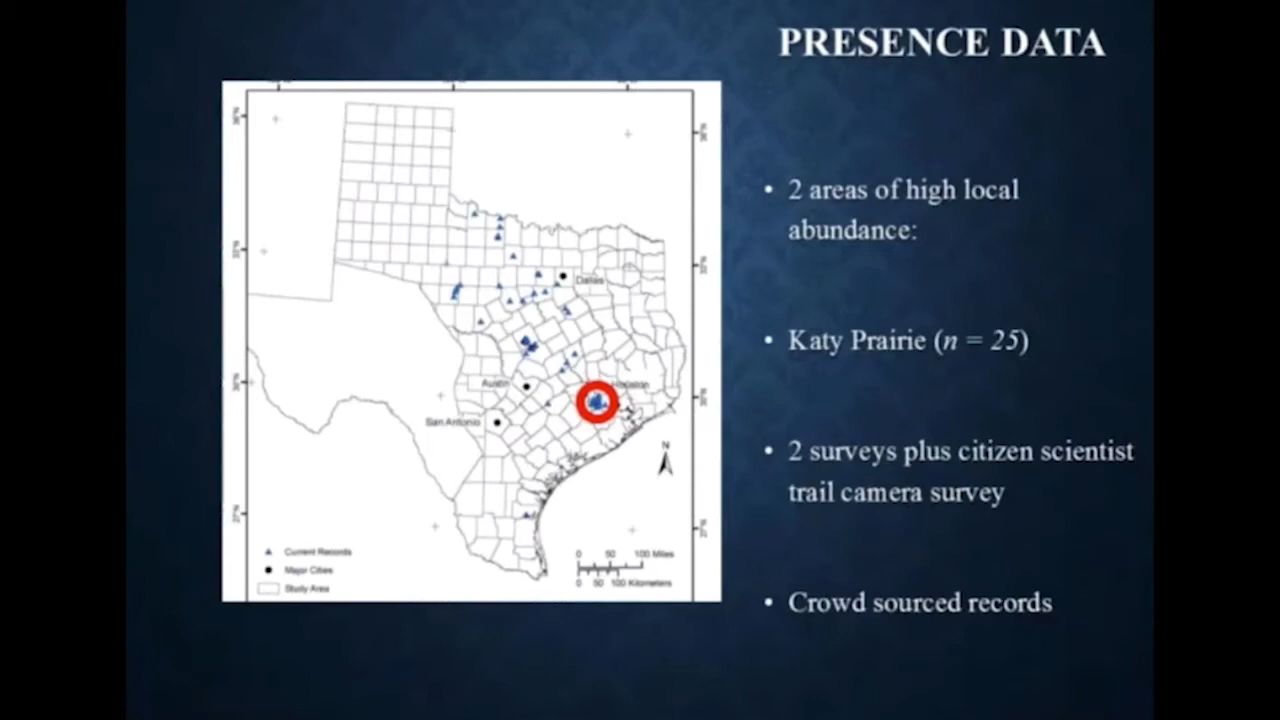 PRESENCE DATA
• 2 areas of high local
abundance:
• Katy Prairie (n = 25)
• 2 surveys plus citizen scientist
trail camera survey
• Crowd sourced records
Dallas
Austin
Houston
San Antonio
N
Current Records
Major Cities
Study Area
0 50 100 Miles
0 50 100 Kilometers